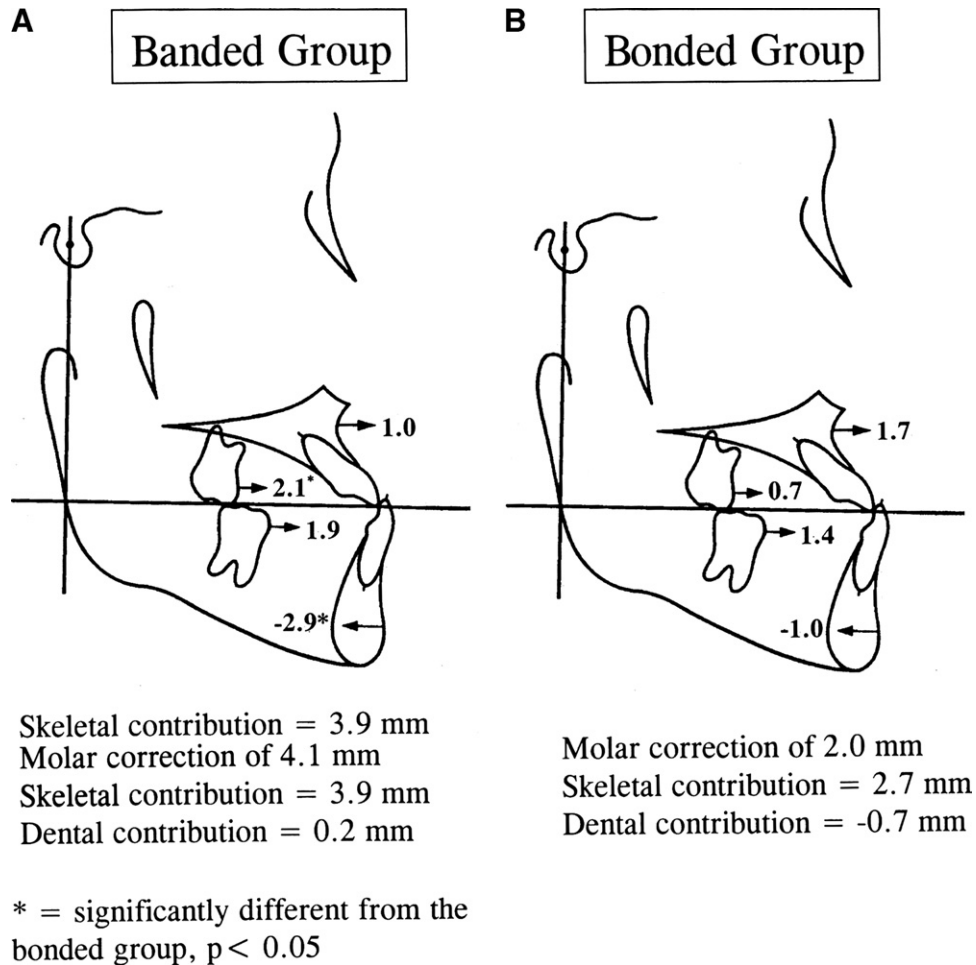 A
Banded Group
1.0
2.1*
1.9
-2.9*
Skeletal contribution = 3.9 mm
Molar correction of 4.1 mm
Skeletal contribution = 3.9 mm
Dental contribution = 0.2 mm
* = significantly different from the
bonded group, p< 0.05
B
Bonded Group
1.7
0.7
1.4
-1.0
Molar correction of 2.0 mm
Skeletal contribution = 2.7 mm
Dental contribution = -0.7 mm